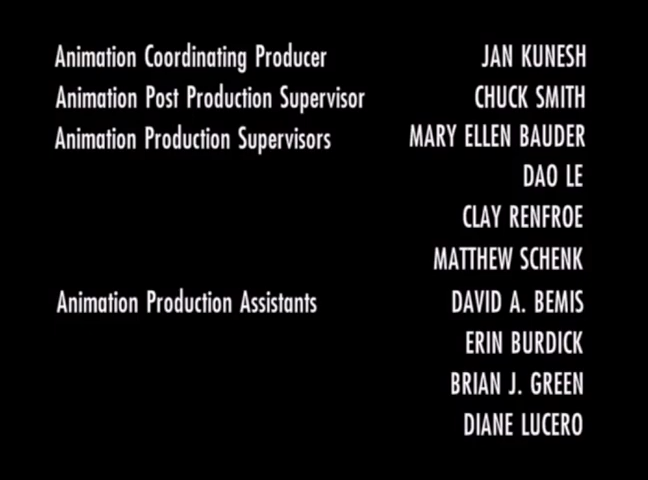 Animation Coordinating Producer JAN KUNESH
Animation Post Production Supervisor CHUCK SMITH
Animation Production Supervisors MARY ELLEN BAUDER
DAO LE
CLAY RENFROE
MATTHEW SCHENK
Animation Production Assistants DAVID A. BEMIS
ERIN BURDICK
BRIAN J. GREEN
DIANE LUCERO